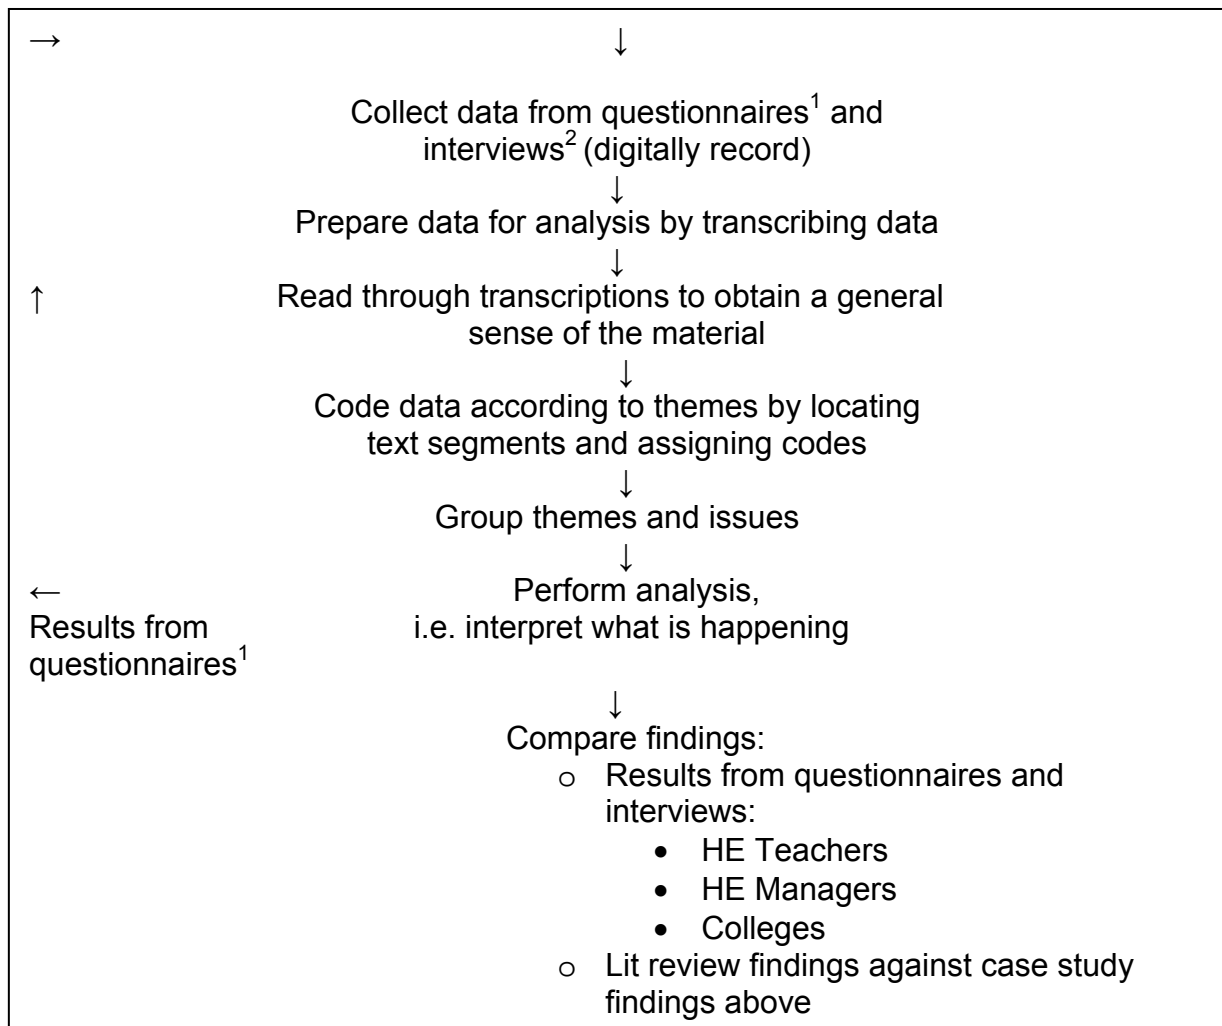 → ↓
Collect data from questionnaires¹ and
interviews² (digitally record)
↓
Prepare data for analysis by transcribing data
↓
↑ Read through transcriptions to obtain a general
sense of the material
↓
Code data according to themes by locating
text segments and assigning codes
↓
Group themes and issues
↓
← Perform analysis,
Results from i.e. interpret what is happening
questionnaires¹
↓
Compare findings:
o Results from questionnaires and
interviews:
• HE Teachers
• HE Managers
• Colleges
o Lit review findings against case study
findings above